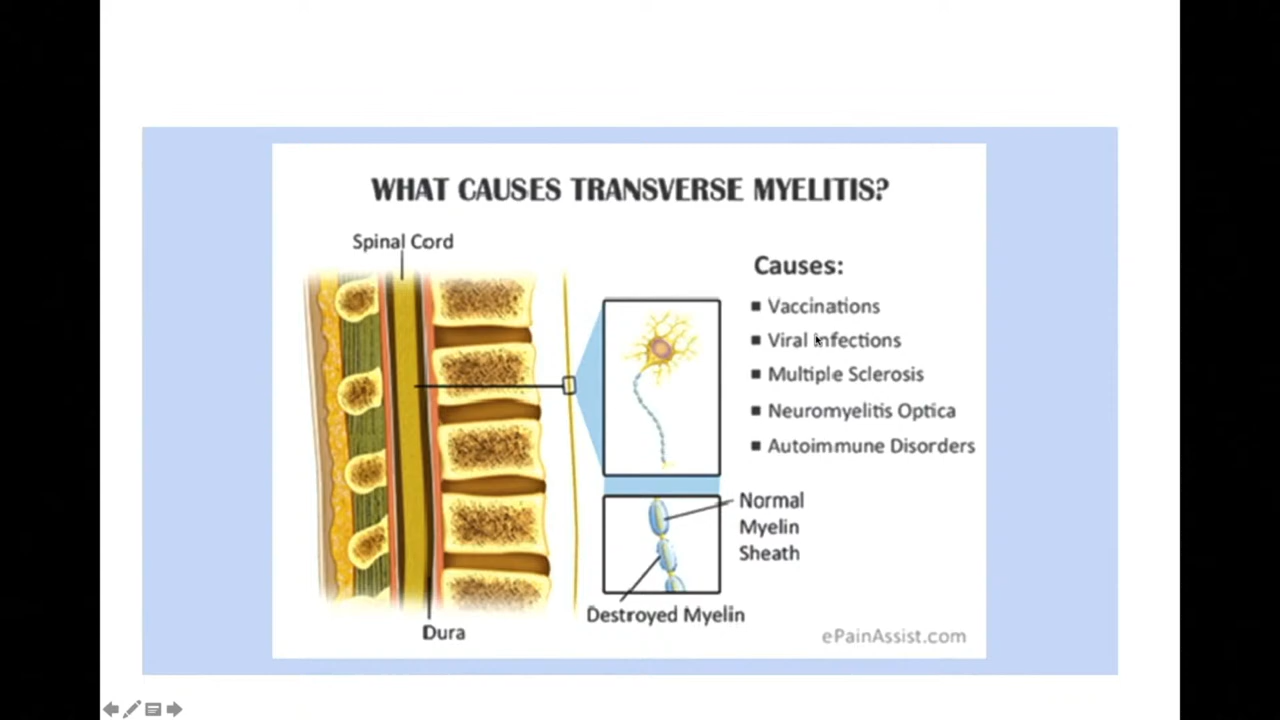 WHAT CAUSES TRANSVERSE MYELITIS?
Spinal Cord
Causes:
▪ Vaccinations
▪ Viral Infections
▪ Multiple Sclerosis
▪ Neuromyelitis Optica
▪ Autoimmune Disorders
Normal
Myelin
Sheath
Destroyed Myelin
Dura
ePainAssist.com